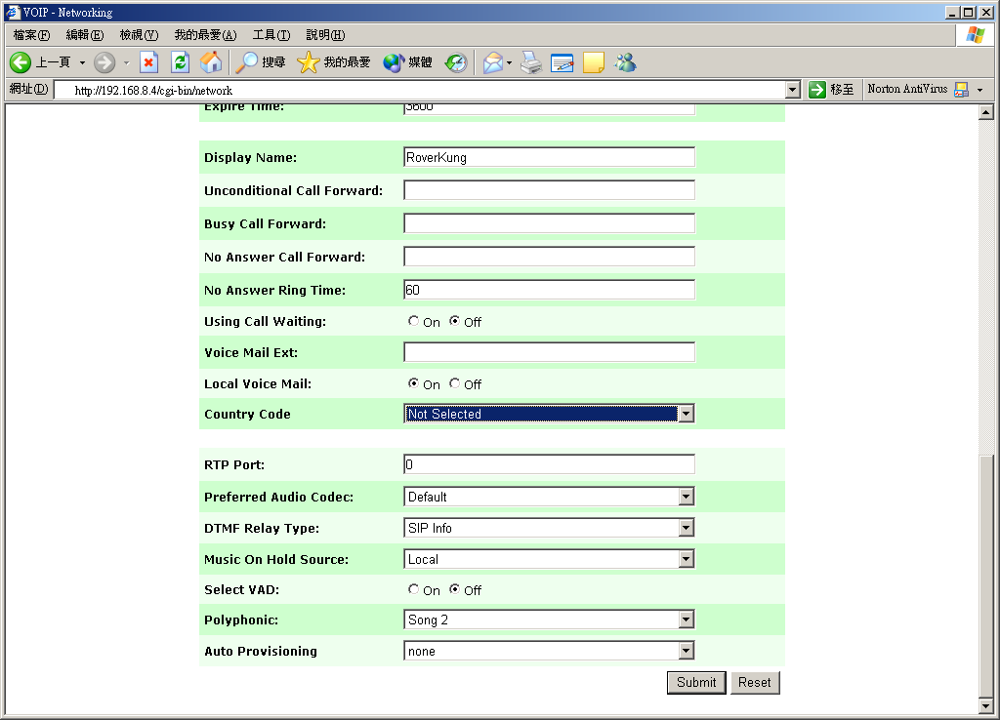 VOIP - Networking
檔案(F) 編輯(E) 檢視(V) 我的最愛(A) 工具(T) 說明(H)
上一頁 搜尋 我的最愛 媒體
網址(D) http://192.168.8.4/cgi-bin/network 移至 Norton AntiVirus
Expire Time: 3600
Display Name: RoverKung
Unconditional Call Forward:
Busy Call Forward:
No Answer Call Forward:
No Answer Ring Time: 60
Using Call Waiting: On Off
Voice Mail Ext:
Local Voice Mail: On Off
Country Code Not Selected
RTP Port: 0
Preferred Audio Codec: Default
DTMF Relay Type: SIP Info
Music On Hold Source: Local
Select VAD: On Off
Polyphonic: Song 2
Auto Provisioning none
Submit Reset